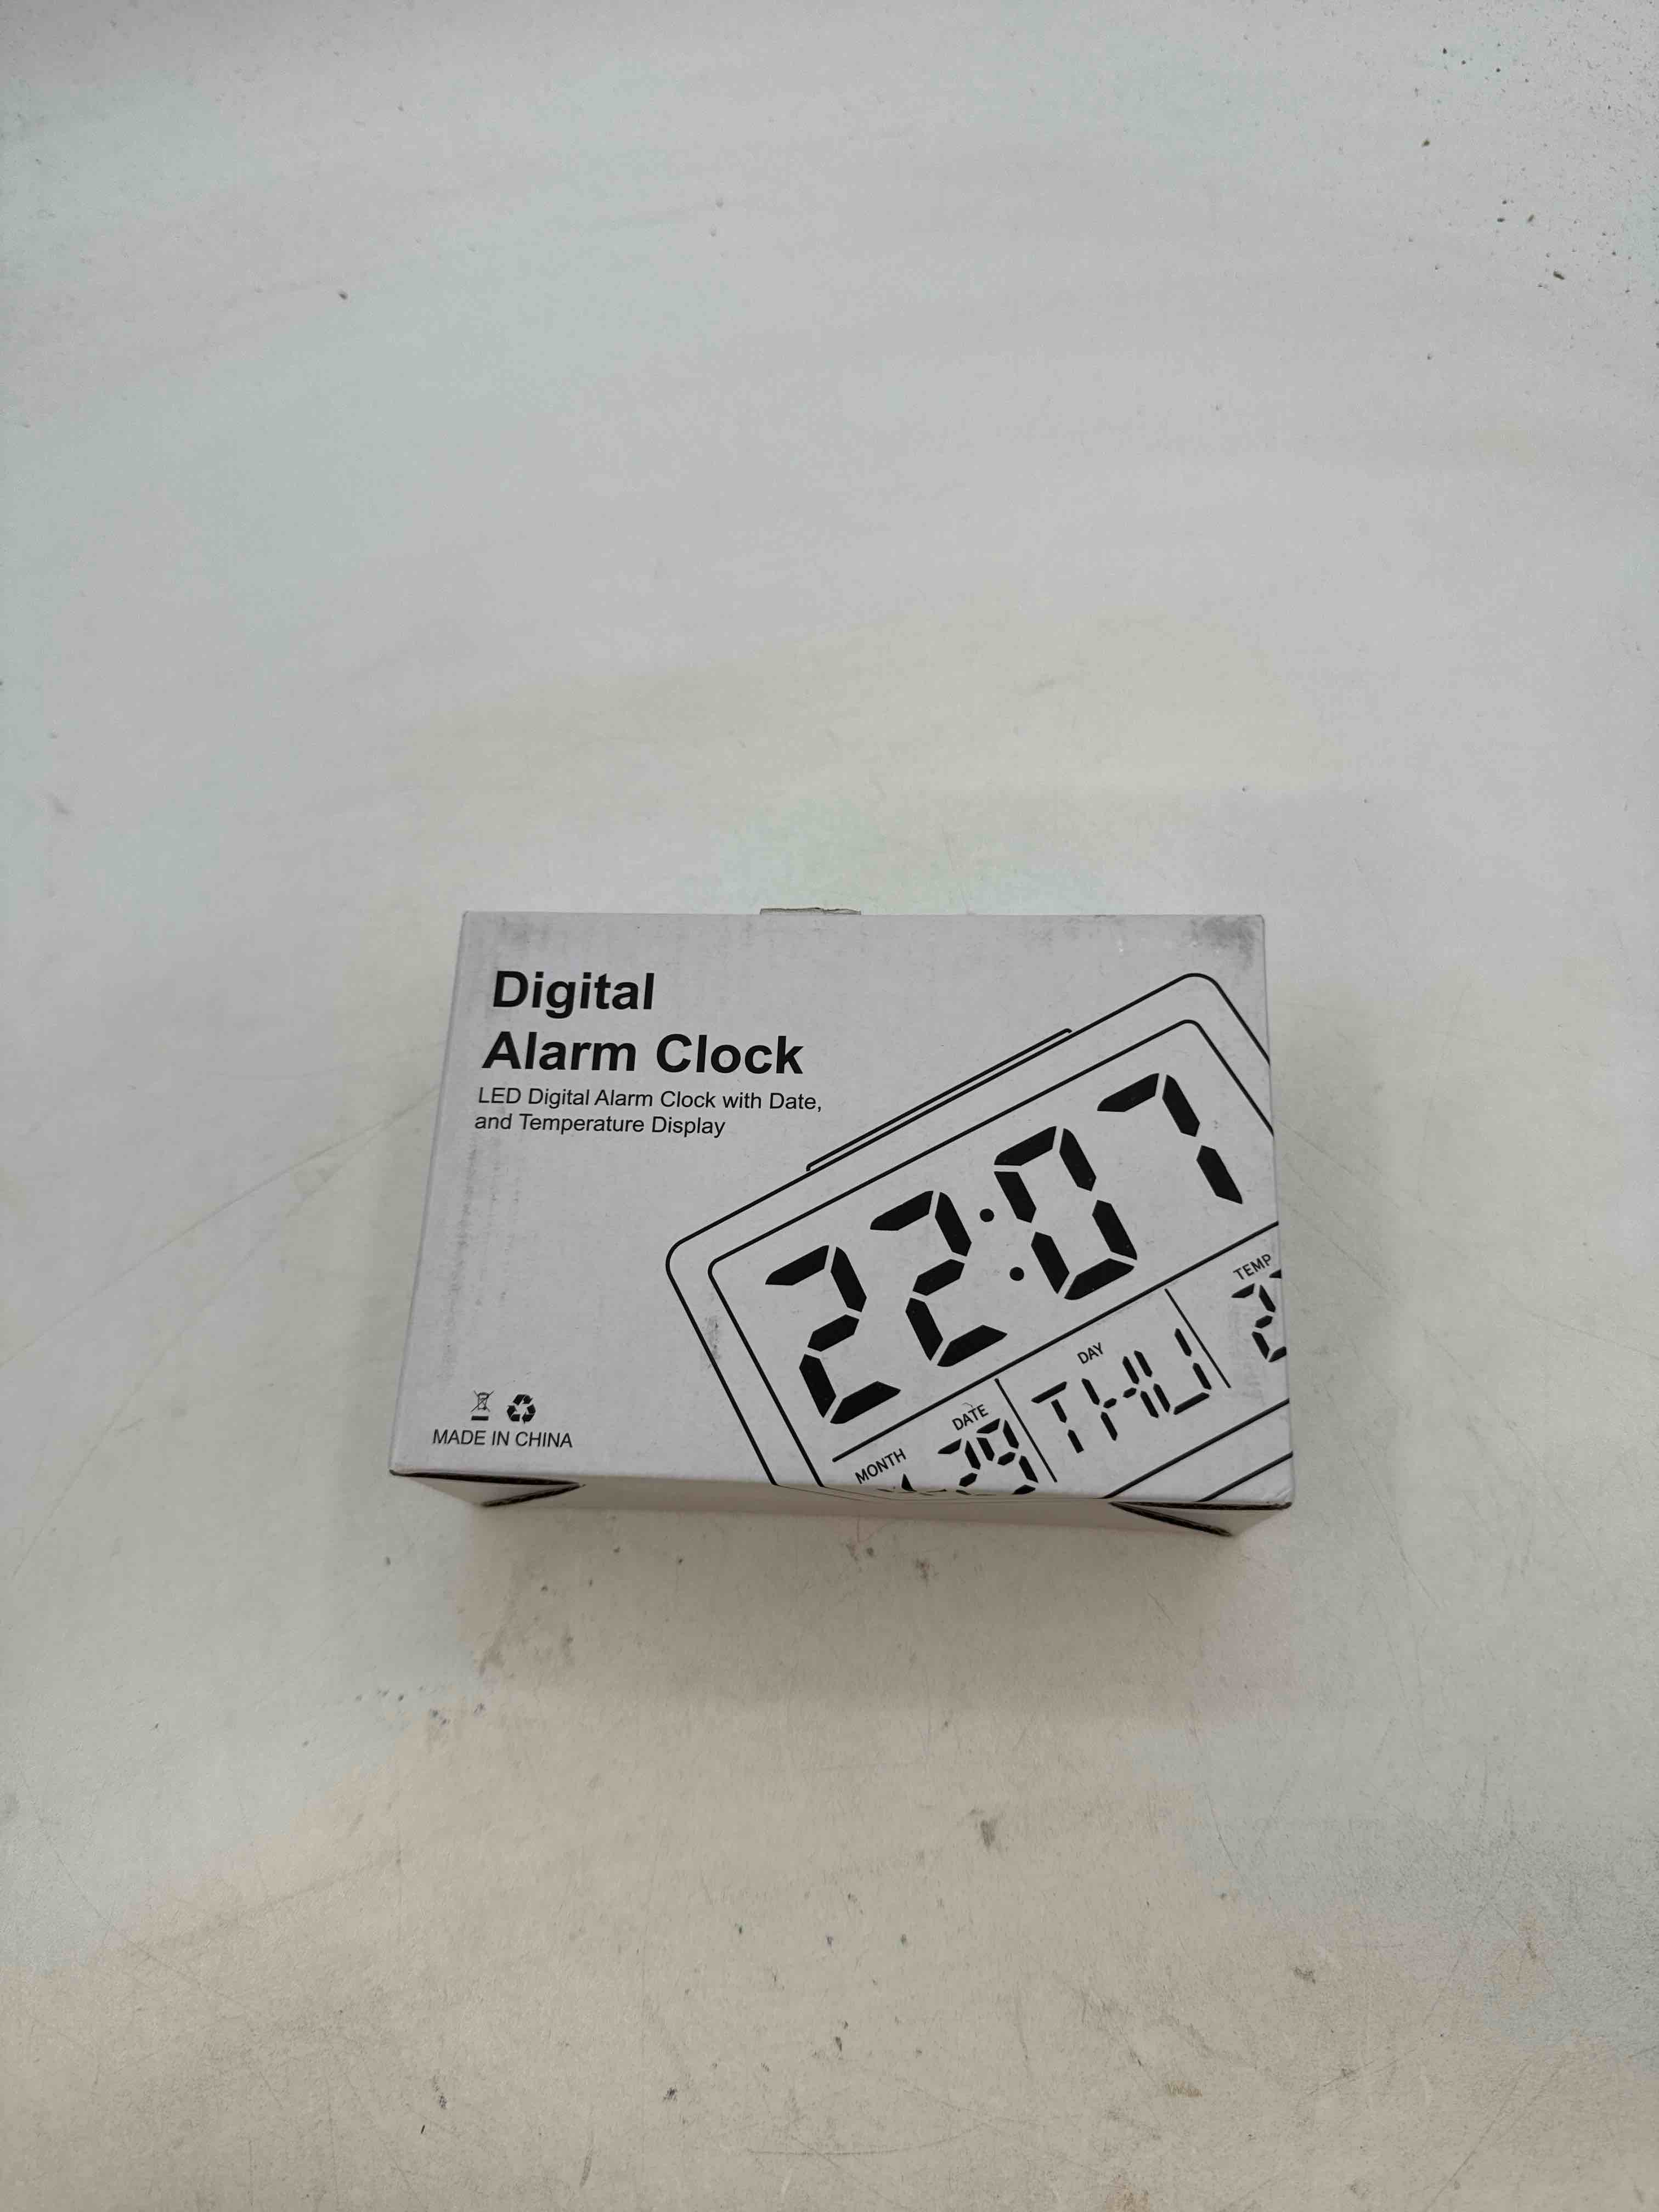 Digital
Alarm Clock
LED Digital Alarm Clock with Date,
and Temperature Display
22:07
TEMP
DAY
THU
DATE
29
MONTH
MADE IN CHINA